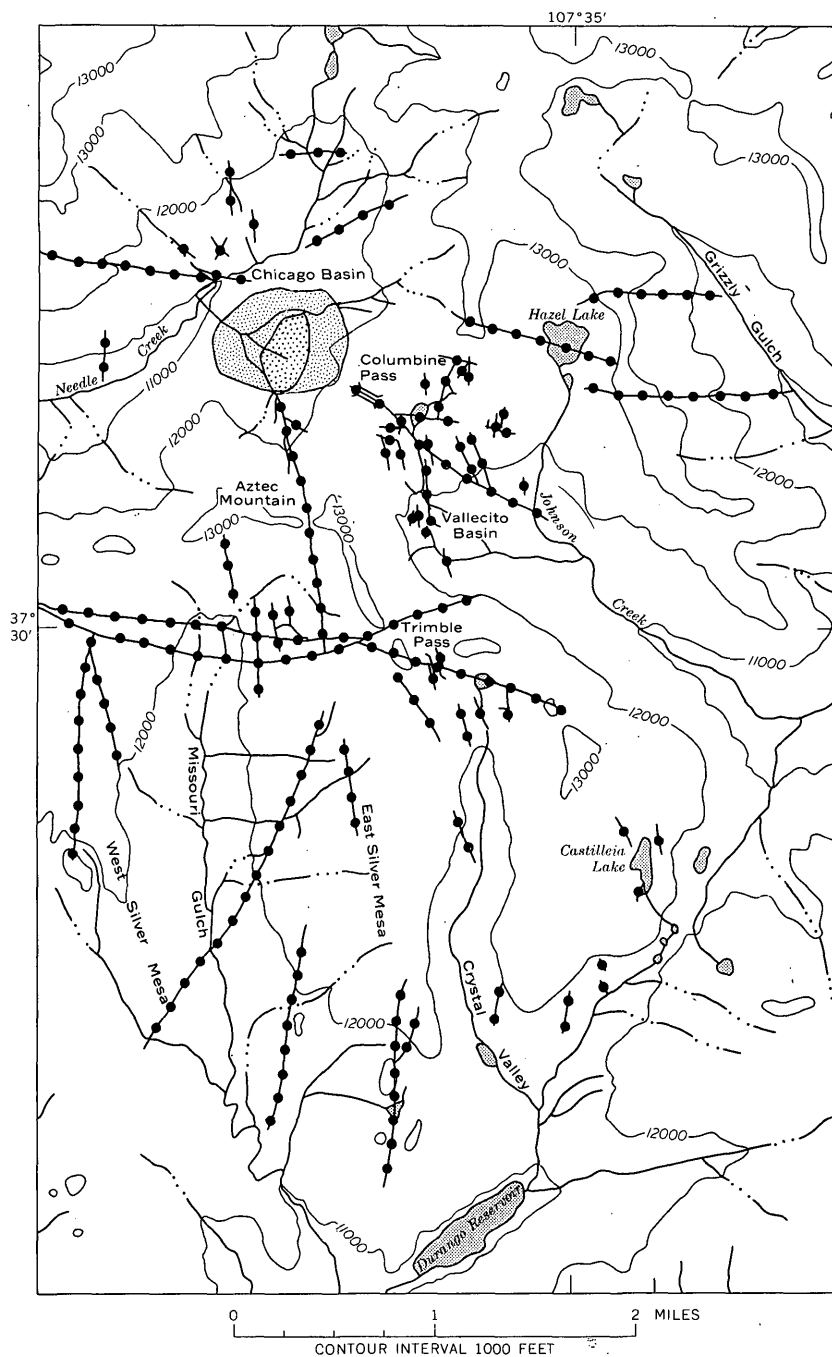 107°35'
13000
13000
13000
13000
12000
13000
Grizzly
Gulch
Chicago Basin
Hazel Lake
Creek
Needle
11000
Columbine
Pass
12000
12000
Aztec
Mountain
13000
13000
Vallecito
Basin
Johnson
Creek
37°
30'
Trimble
Pass
11000
12000
12000
13000
Missouri
Gulch
East Silver Mesa
West
Silver
Mesa
Castilleia
Lake
Crystal
Valley
12000
12000
11000
Durango Reservoir
0 1 2 MILES
CONTOUR INTERVAL 1000 FEET